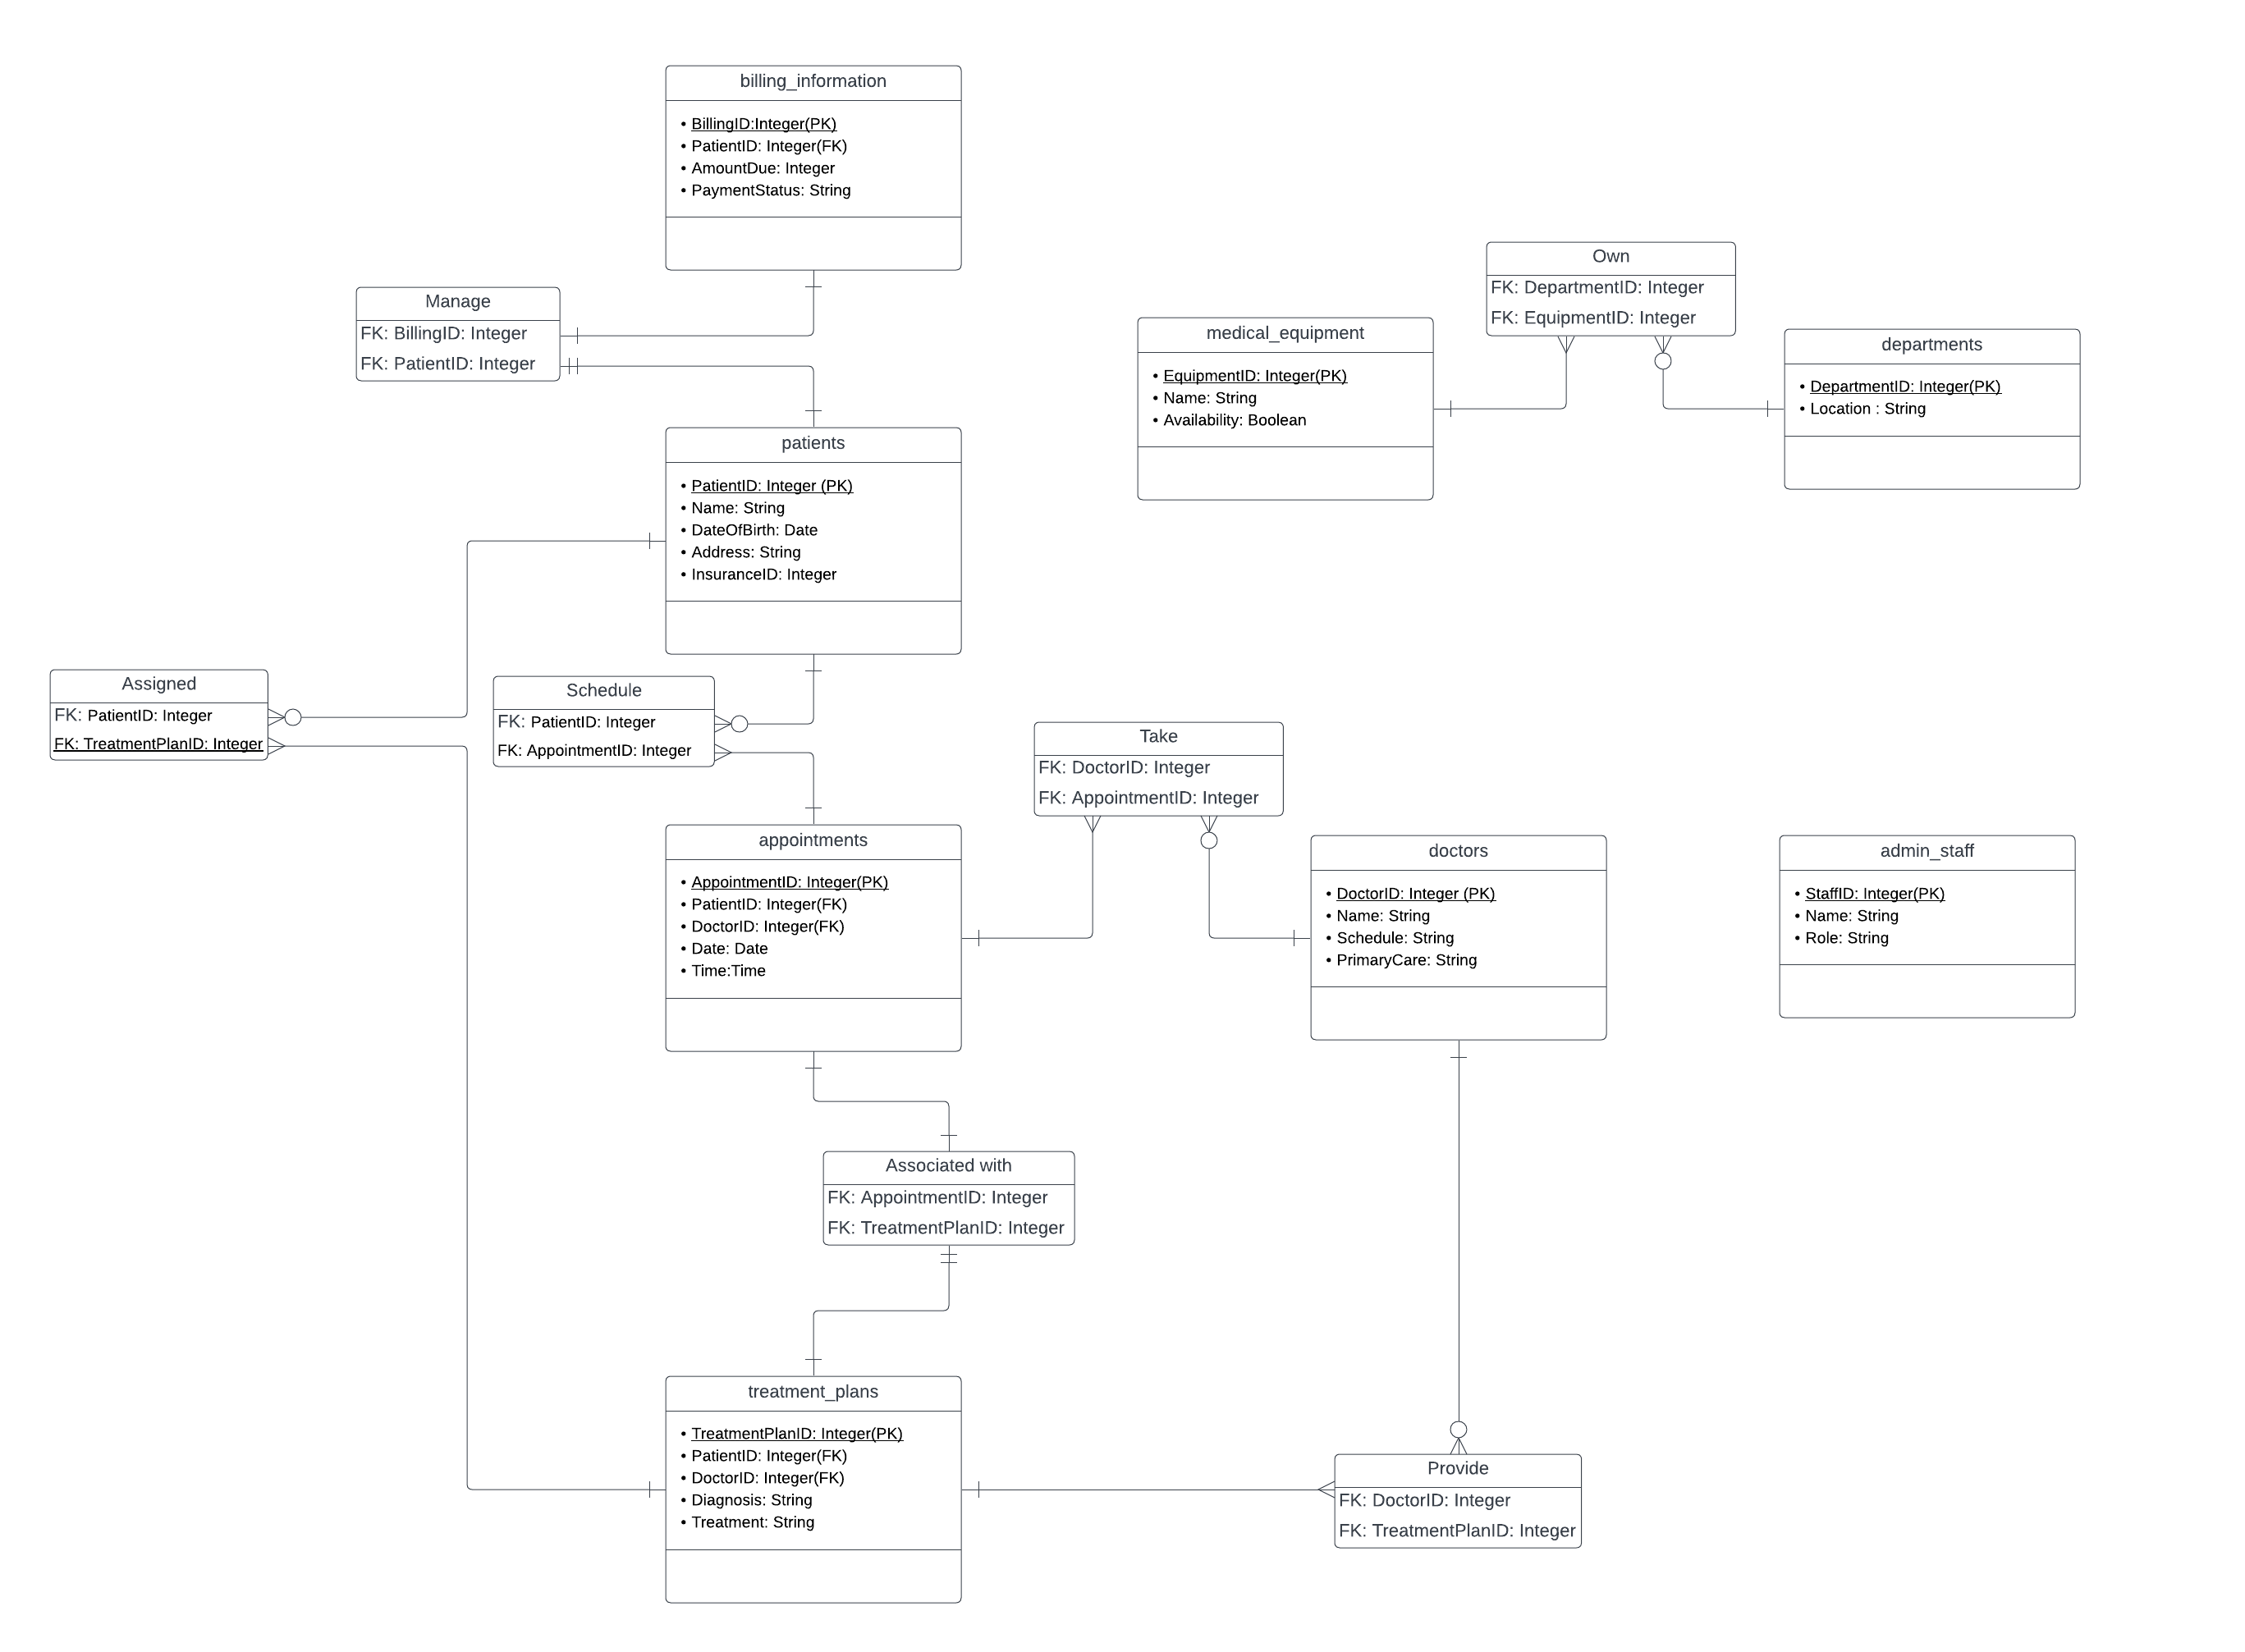 billing_information
• BillingID:Integer(PK)
• PatientID: Integer(FK)
• AmountDue: Integer
• PaymentStatus: String
Manage
FK: BillingID: Integer
FK: PatientID: Integer
Own
FK: DepartmentID: Integer
FK: EquipmentID: Integer
medical_equipment
• EquipmentID: Integer(PK)
• Name: String
• Availability: Boolean
departments
• DepartmentID: Integer(PK)
• Location : String
patients
• PatientID: Integer (PK)
• Name: String
• DateOfBirth: Date
• Address: String
• InsuranceID: Integer
Assigned
FK: PatientID: Integer
FK: TreatmentPlanID: Integer
Schedule
FK: PatientID: Integer
FK: AppointmentID: Integer
Take
FK: DoctorID: Integer
FK: AppointmentID: Integer
appointments
• AppointmentID: Integer(PK)
• PatientID: Integer(FK)
• DoctorID: Integer(FK)
• Date: Date
• Time:Time
doctors
• DoctorID: Integer (PK)
• Name: String
• Schedule: String
• PrimaryCare: String
admin_staff
• StaffID: Integer(PK)
• Name: String
• Role: String
Associated with
FK: AppointmentID: Integer
FK: TreatmentPlanID: Integer
treatment_plans
• TreatmentPlanID: Integer(PK)
• PatientID: Integer(FK)
• DoctorID: Integer(FK)
• Diagnosis: String
• Treatment: String
Provide
FK: DoctorID: Integer
FK: TreatmentPlanID: Integer